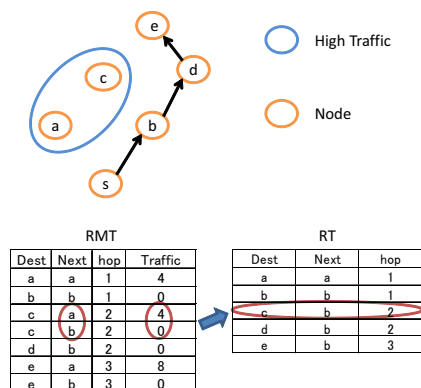 e
High Traffic
c
d
a
b
Node
s
RMT
Dest Next hop Traffic
a a 1 4
b b 1 0
c a 2 4
c b 2 0
d b 2 0
e a 3 8
e b 3 0
RT
Dest Next hop
a a 1
b b 1
c b 2
d b 2
e b 3